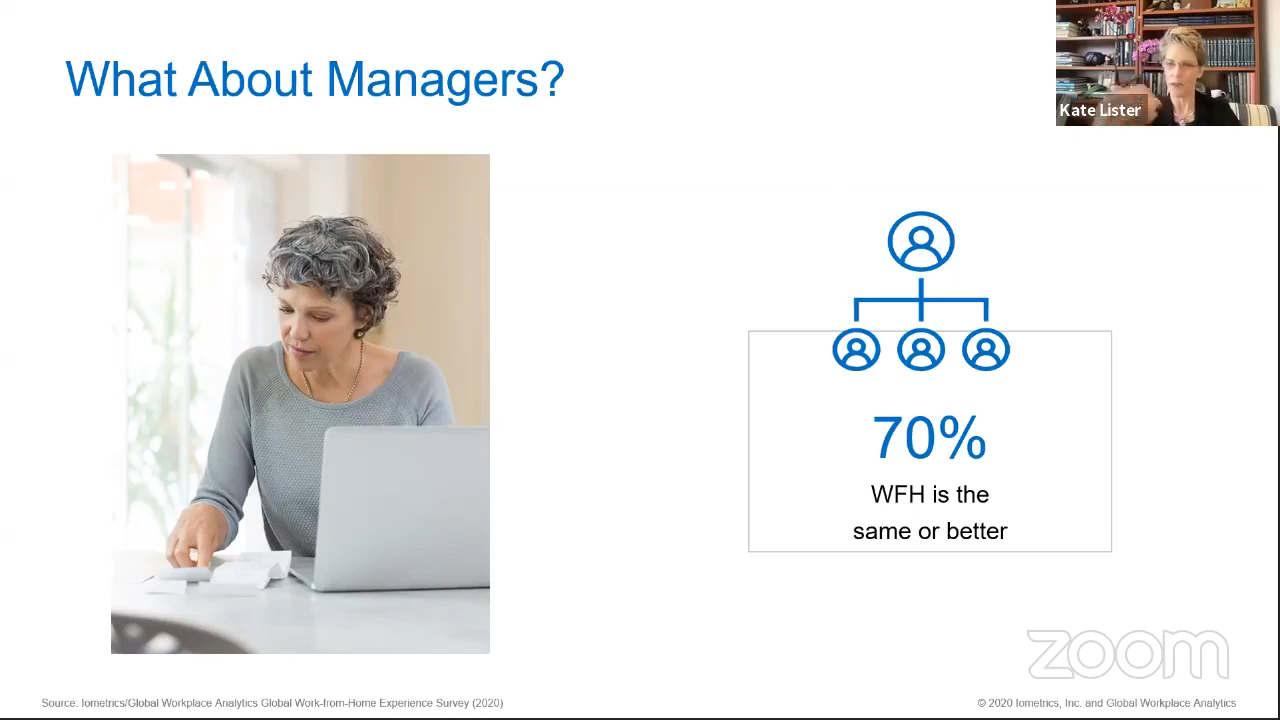 What About Managers?
Kate Lister
70%
WFH is the
same or better
zoom
Source: Iometrics/Global Workplace Analytics Global Work-from-Home Experience Survey (2020)
© 2020 Iometrics, Inc. and Global Workplace Analytics